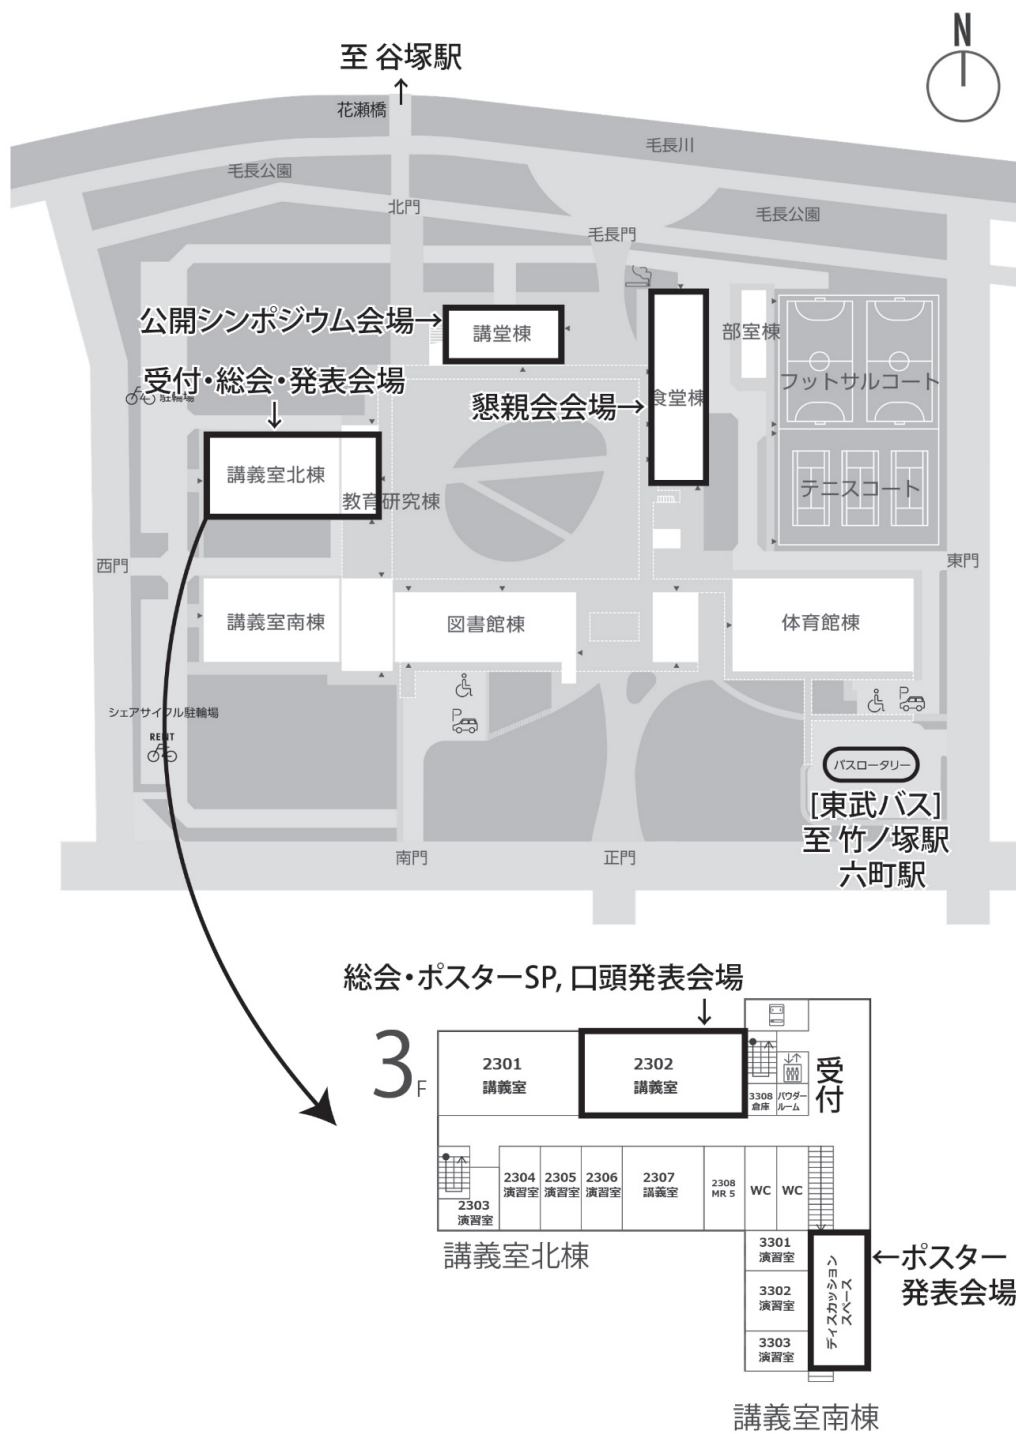 N
至 谷塚駅
↑
花瀬橋
毛長川
毛長公園
北門
毛長公園
毛長門
公開シンポジウム会場→
講堂棟
部室棟
フットサルコート
受付・総会・発表会場
↓
駐輪場
懇親会会場→
食堂棟
講義室北棟
教育研究棟
テニスコート
西門
東門
講義室南棟
図書館棟
体育館棟
シェアサイクル駐輪場
RENT
P
P
バスロータリー
[東武バス]
至 竹ノ塚駅
六町駅
南門
正門
総会・ポスターSP, 口頭発表会場
↓
3F
2301
講義室
2302
講義室
受付
3308
倉庫
パウダー
ルーム
2303
演習室
2304
演習室
2305
演習室
2306
演習室
2307
講義室
2308
MR 5
WC
WC
講義室北棟
3301
演習室
3302
演習室
3303
演習室
ディスカッション
スペース
←ポスター
発表会場
講義室南棟